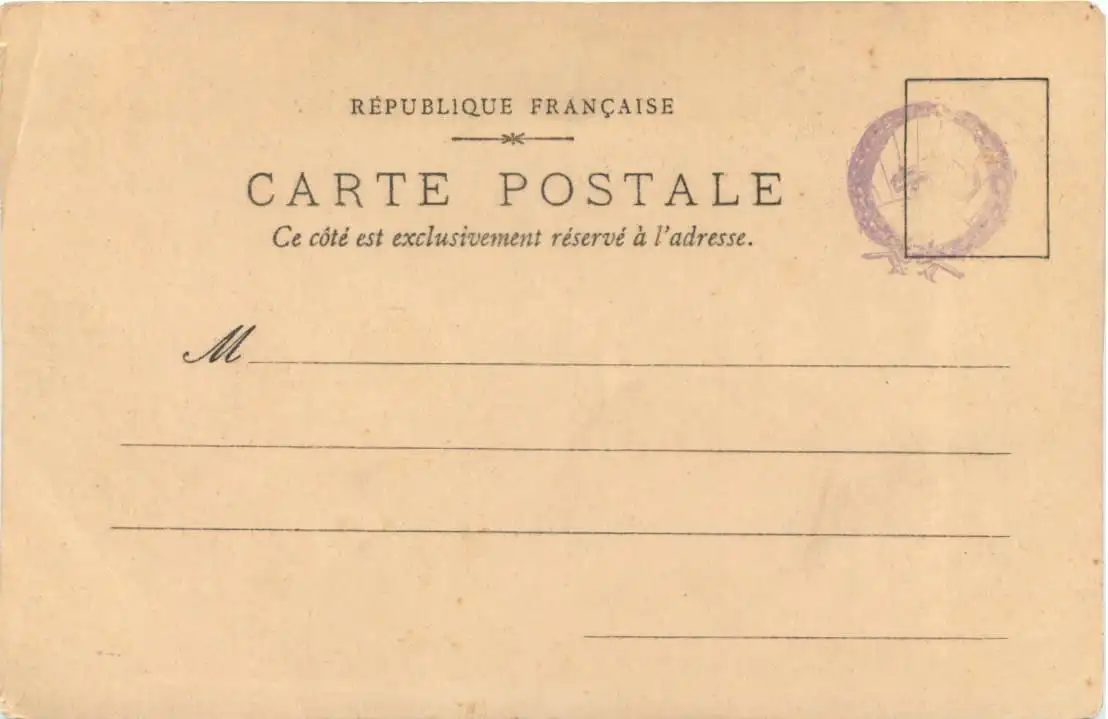 RÉPUBLIQUE FRANÇAISE
CARTE POSTALE
Ce côté est exclusivement réservé à l'adresse.
M